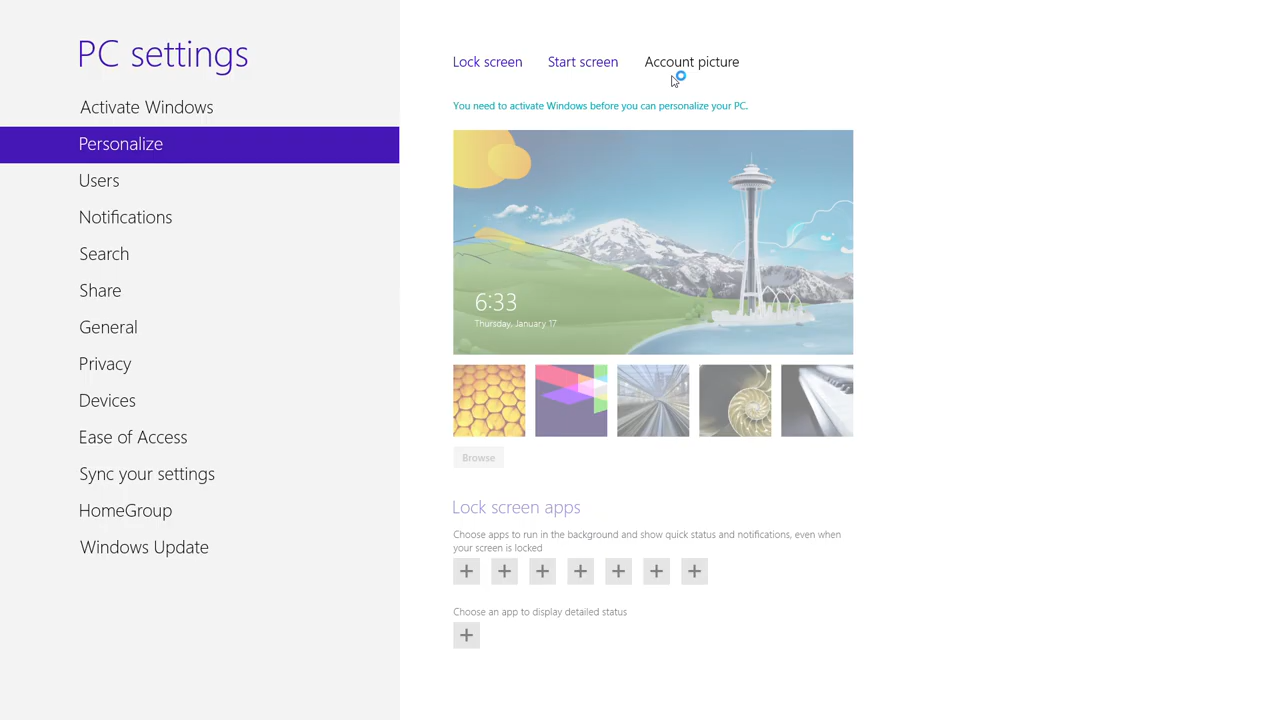 PC settings
Activate Windows
Personalize
Users
Notifications
Search
Share
General
Privacy
Devices
Ease of Access
Sync your settings
HomeGroup
Windows Update
Lock screen
Start screen
Account picture
You need to activate Windows before you can personalize your PC.
6:33
Thursday, January 17
Browse
Lock screen apps
Choose apps to run in the background and show quick status and notifications, even when
your screen is locked
Choose an app to display detailed status